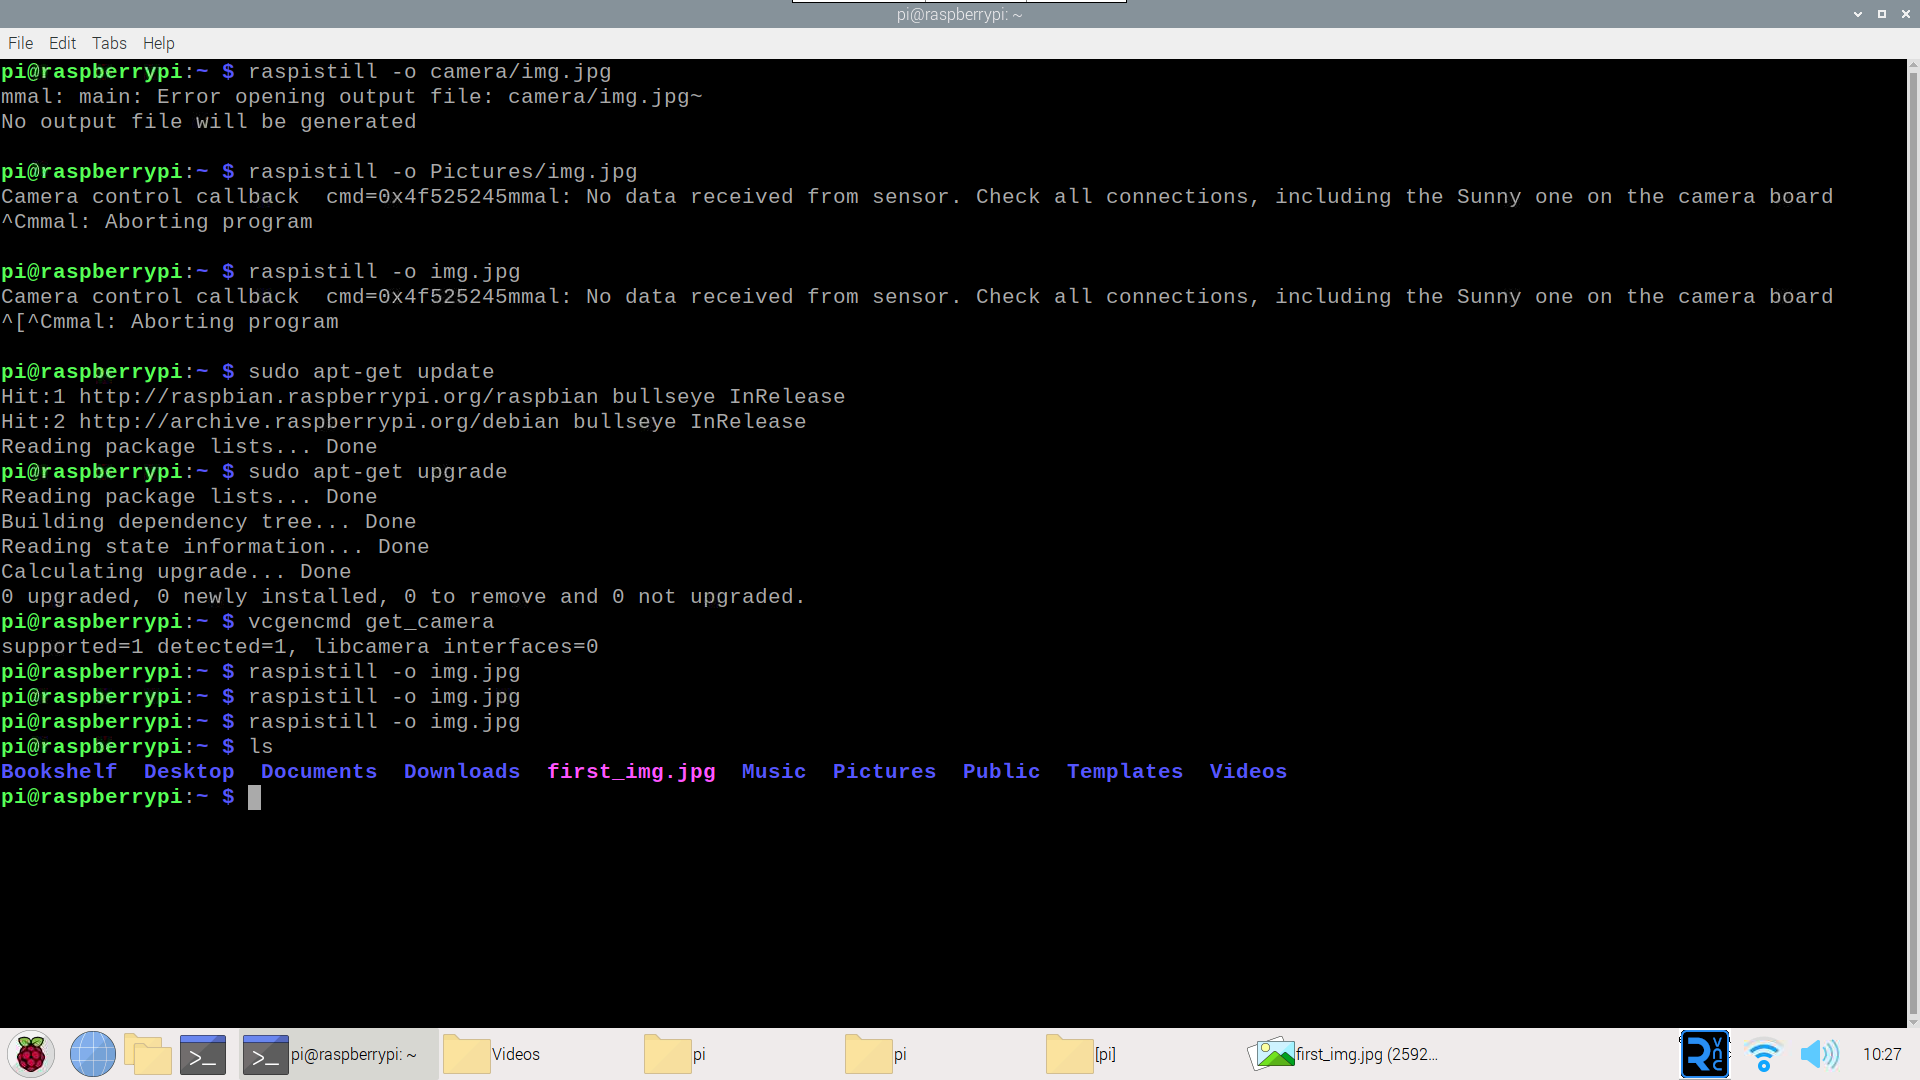 pi@raspberrypi: ~
File Edit Tabs Help
pi@raspberrypi:~ $ raspistill -o camera/img.jpg
mmal: main: Error opening output file: camera/img.jpg~
No output file will be generated
pi@raspberrypi:~ $ raspistill -o Pictures/img.jpg
Camera control callback  cmd=0x4f525245mmal: No data received from sensor. Check all connections, including the Sunny one on the camera board
^Cmmal: Aborting program
pi@raspberrypi:~ $ raspistill -o img.jpg
Camera control callback  cmd=0x4f525245mmal: No data received from sensor. Check all connections, including the Sunny one on the camera board
^[^Cmmal: Aborting program
pi@raspberrypi:~ $ sudo apt-get update
Hit:1 http://raspbian.raspberrypi.org/raspbian bullseye InRelease
Hit:2 http://archive.raspberrypi.org/debian bullseye InRelease
Reading package lists... Done
pi@raspberrypi:~ $ sudo apt-get upgrade
Reading package lists... Done
Building dependency tree... Done
Reading state information... Done
Calculating upgrade... Done
0 upgraded, 0 newly installed, 0 to remove and 0 not upgraded.
pi@raspberrypi:~ $ vcgencmd get_camera
supported=1 detected=1, libcamera interfaces=0
pi@raspberrypi:~ $ raspistill -o img.jpg
pi@raspberrypi:~ $ raspistill -o img.jpg
pi@raspberrypi:~ $ raspistill -o img.jpg
pi@raspberrypi:~ $ ls
Bookshelf  Desktop  Documents  Downloads  first_img.jpg  Music  Pictures  Public  Templates  Videos
pi@raspberrypi:~ $
>_ >_ pi@raspberrypi: ~ Videos pi pi [pi] first_img.jpg (2592... R VNC 10:27